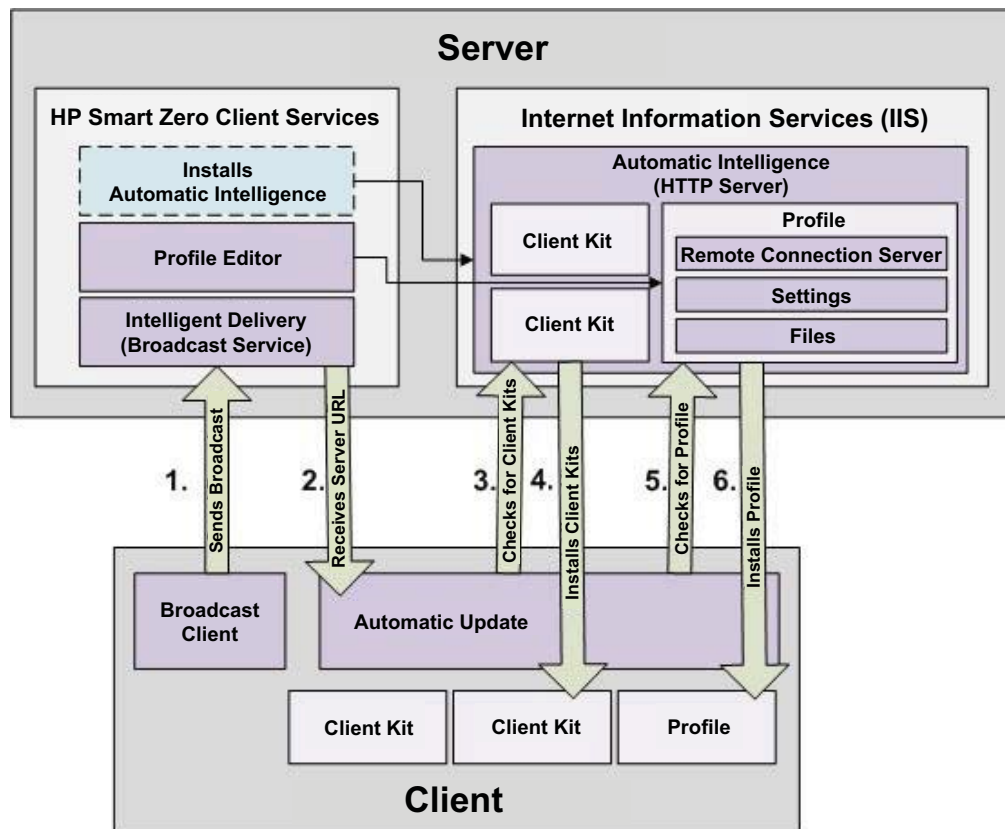 Server
HP Smart Zero Client Services
Installs
Automatic Intelligence
Profile Editor
Intelligent Delivery
(Broadcast Service)
Internet Information Services (IIS)
Automatic Intelligence
(HTTP Server)
Client Kit
Client Kit
Profile
Remote Connection Server
Settings
Files
1.
Sends Broadcast
2.
Receives Server URL
3.
Checks for Client Kits
4.
Installs Client Kits
5.
Checks for Profile
6.
Installs Profile
Broadcast
Client
Automatic Update
Client Kit
Client Kit
Profile
Client